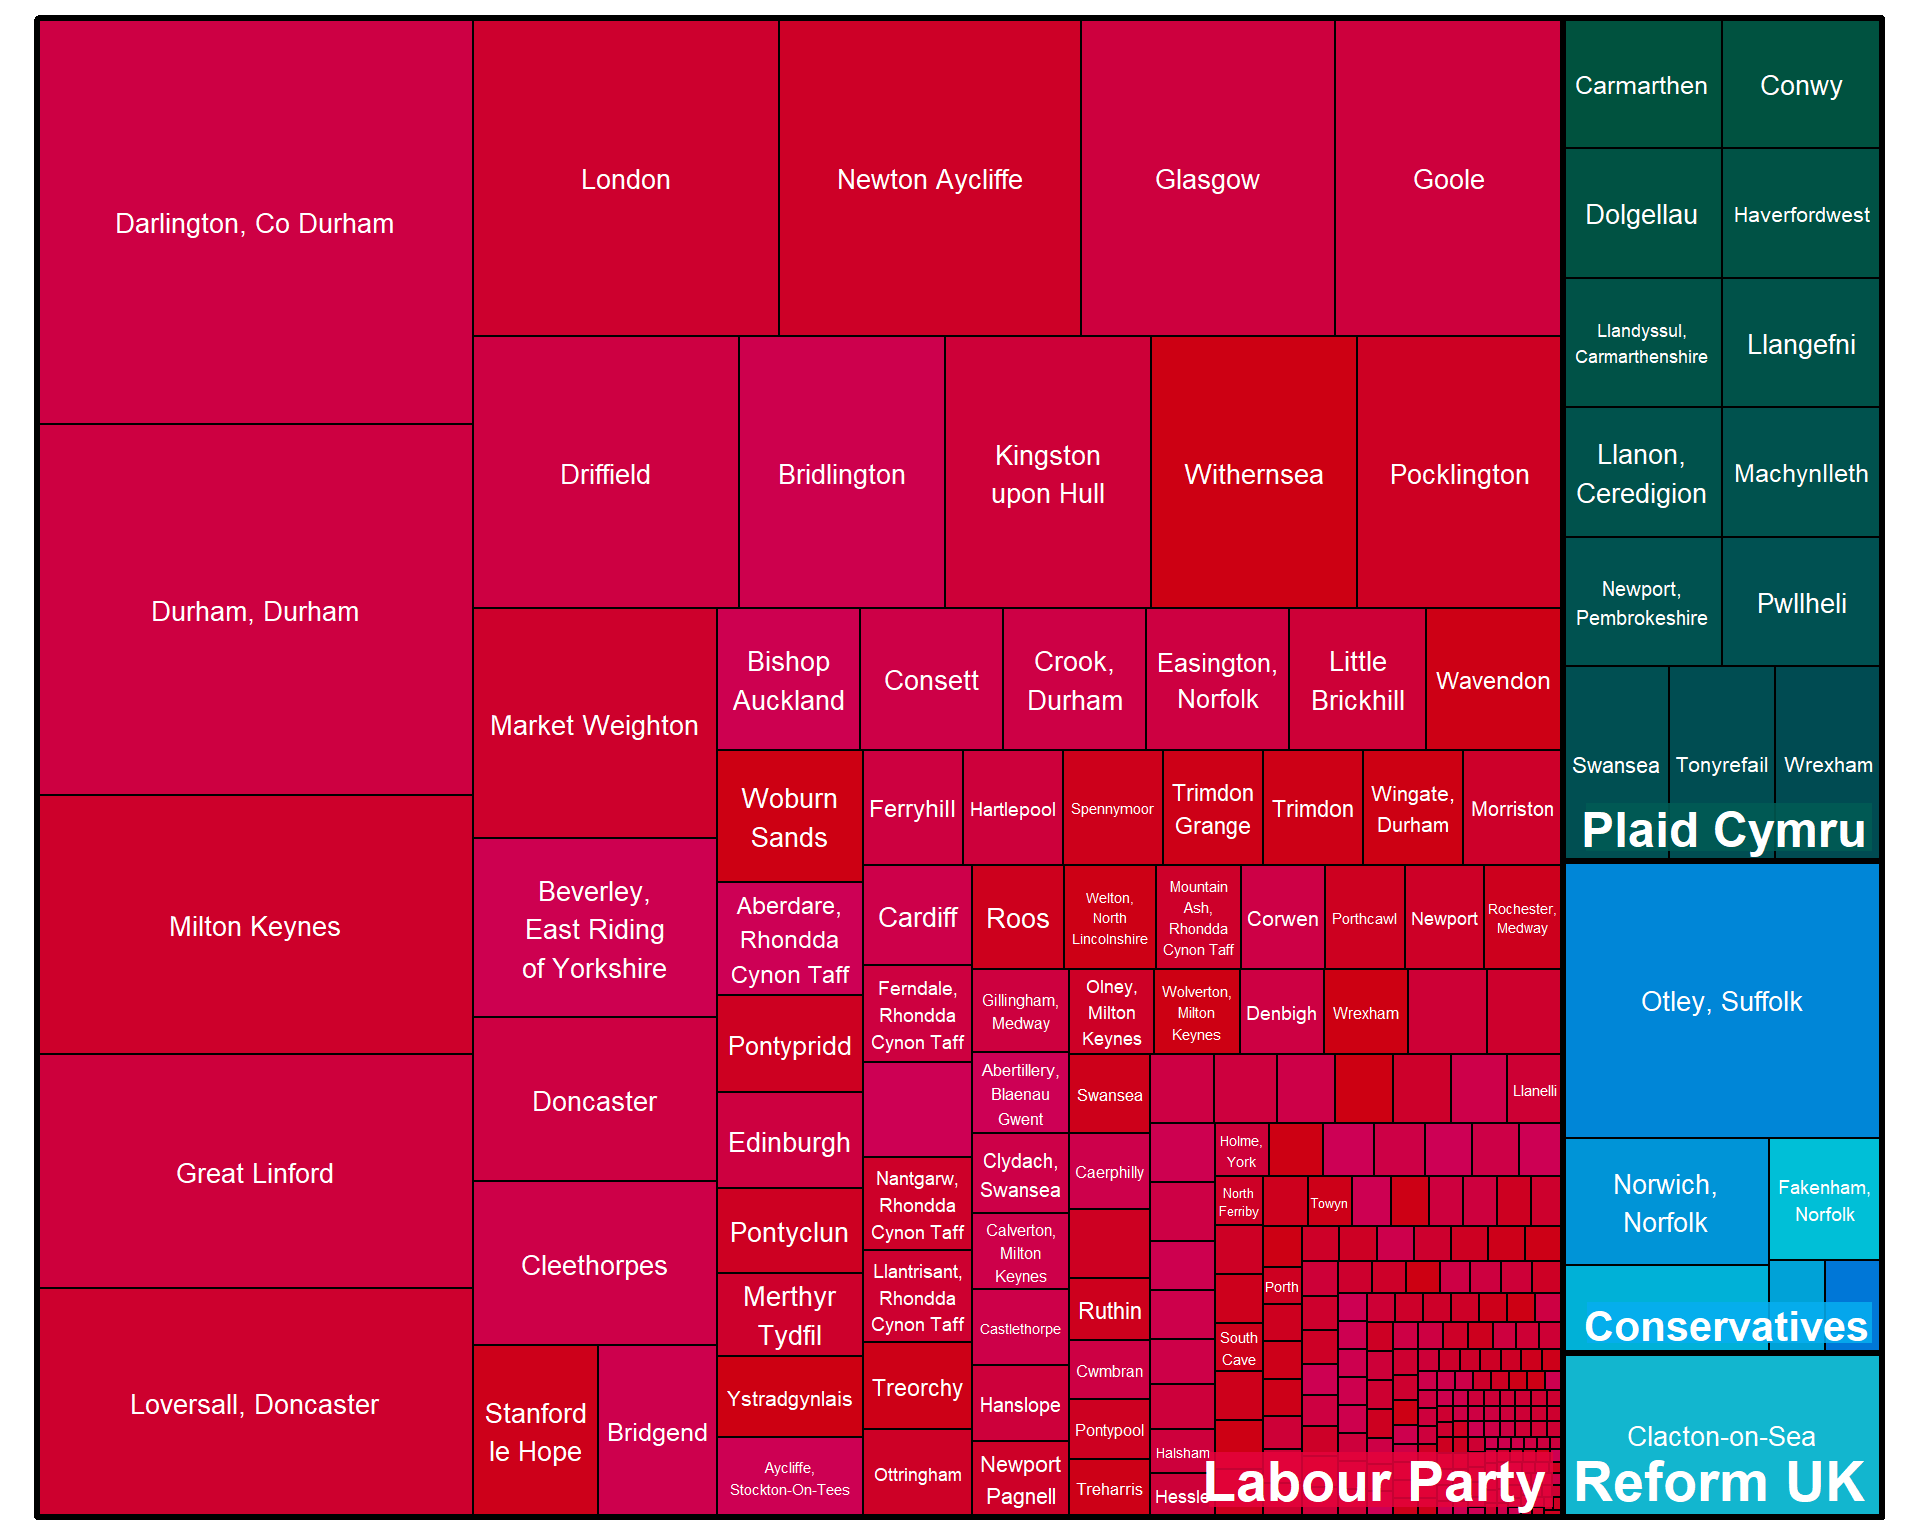 Darlington, Co Durham
Durham, Durham
Milton Keynes
Great Linford
Loversall, Doncaster
London
Newton Aycliffe
Glasgow
Goole
Driffield
Bridlington
Kingston
upon Hull
Withernsea
Pocklington
Market Weighton
Beverley,
East Riding
of Yorkshire
Doncaster
Cleethorpes
Stanford
le Hope
Bridgend
Bishop
Auckland
Consett
Crook,
Durham
Easington,
Norfolk
Little
Brickhill
Wavendon
Woburn
Sands
Aberdare,
Rhondda
Cynon Taff
Pontypridd
Edinburgh
Pontyclun
Merthyr
Tydfil
Ystradgynlais
Aycliffe,
Stockton-On-Tees
Ferryhill
Hartlepool
Spennymoor
Trimdon
Grange
Trimdon
Wingate,
Durham
Morriston
Cardiff
Ferndale,
Rhondda
Cynon Taff
Nantgarw,
Rhondda
Cynon Taff
Llantrisant,
Rhondda
Cynon Taff
Treorchy
Ottringham
Roos
Welton,
North
Lincolnshire
Mountain
Ash,
Rhondda
Cynon Taff
Corwen
Porthcawl
Newport
Rochester,
Medway
Gillingham,
Medway
Abertillery,
Blaenau
Gwent
Clydach,
Swansea
Calverton,
Milton
Keynes
Castlethorpe
Hanslope
Newport
Pagnell
Olney,
Milton
Keynes
Wolverton,
Milton
Keynes
Denbigh
Wrexham
Swansea
Caerphilly
Ruthin
Cwmbran
Pontypool
Treharris
Llanelli
Holme,
York
North
Ferriby
Towyn
Porth
South
Cave
Halsham
Hessle
Labour Party
Carmarthen
Conwy
Dolgellau
Haverfordwest
Llandyssul,
Carmarthenshire
Llangefni
Llanon,
Ceredigion
Machynlleth
Newport,
Pembrokeshire
Pwllheli
Swansea
Tonyrefail
Wrexham
Plaid Cymru
Otley, Suffolk
Norwich,
Norfolk
Fakenham,
Norfolk
Conservatives
Clacton-on-Sea
Reform UK